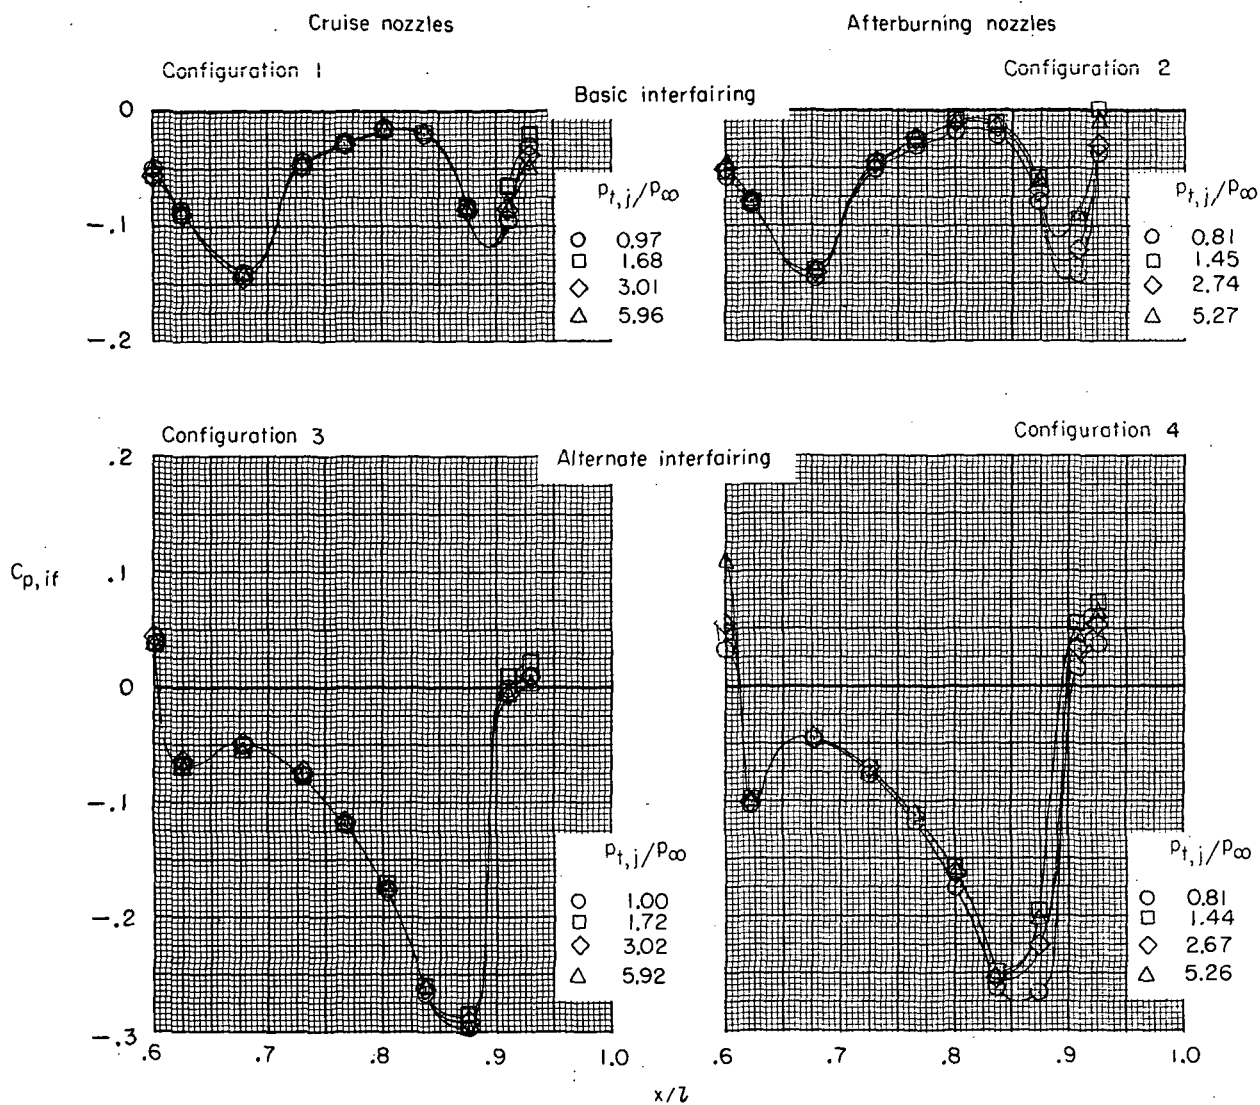 Cruise nozzles
Afterburning nozzles
Configuration 1
Configuration 2
Basic interfairing
0
-.1
-.2
p_{t,j}/p_∞
0.97
1.68
3.01
5.96
p_{t,j}/p_∞
0.81
1.45
2.74
5.27
Configuration 3
Configuration 4
Alternate interfairing
C_{p,if}
.2
.1
0
-.1
-.2
-.3
p_{t,j}/p_∞
1.00
1.72
3.02
5.92
p_{t,j}/p_∞
0.81
1.44
2.67
5.26
.6 .7 .8 .9 1.0
.6 .7 .8 .9 1.0
x/l